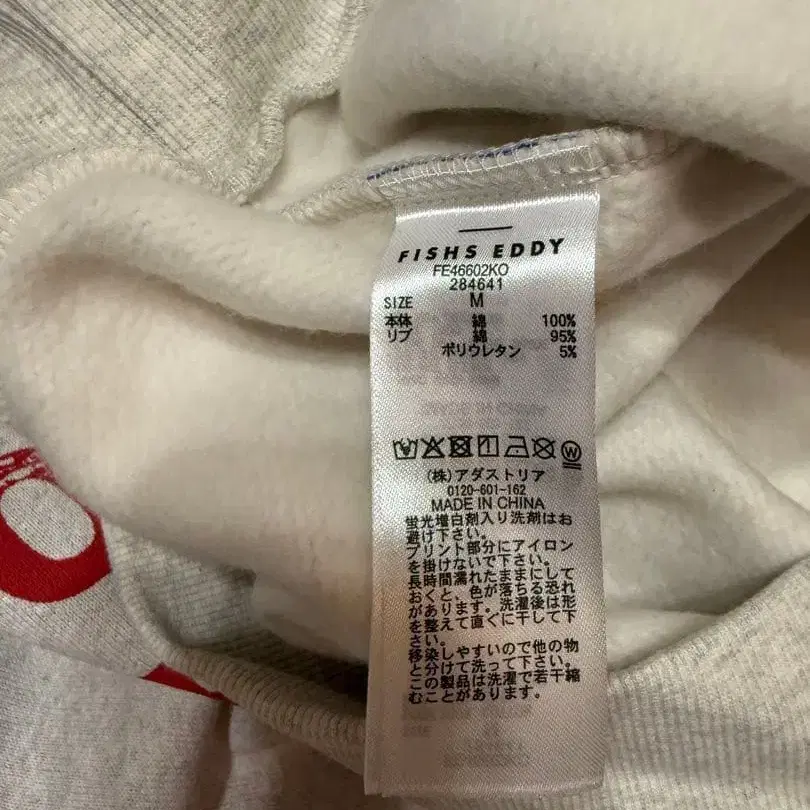 FISHS EDDY
FE46602KO
284641
SIZE M
本体 綿 100%
リブ 綿 95%
ポリウレタン 5%
W
(株)アダストリア
0120-601-162
MADE IN CHINA
蛍光増白剤入り洗剤はお
避け下さい。
プリント部分にアイロン
を掛けないで下さい。
長時間濡れたままにして
おくと、色が落ちる恐れ
があります。洗濯後は形
を整えて直ぐに干して下
さい。
移染しやすいので他の物
と分けて洗って下さい。
この製品は洗濯で若干縮
むことがあります。